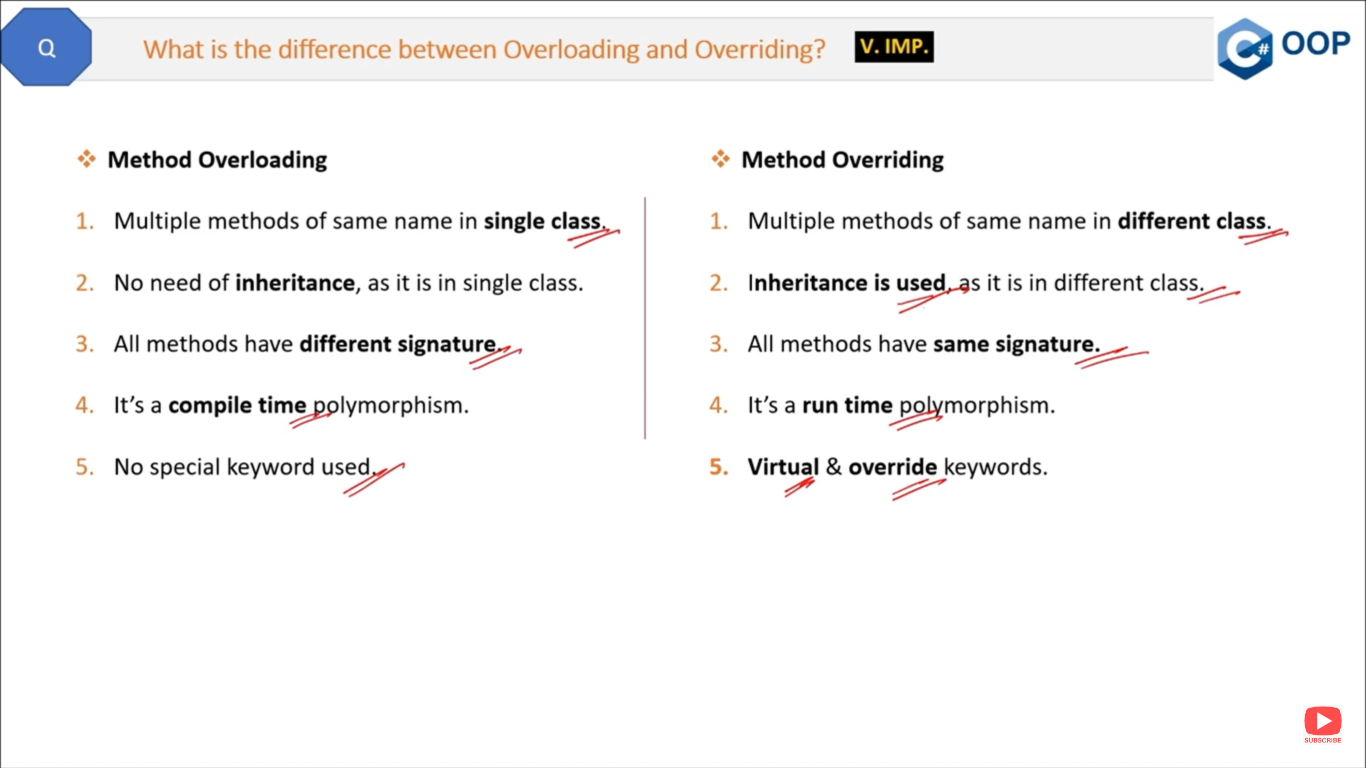 Q
What is the difference between Overloading and Overriding?
V. IMP.
C# OOP
❖ Method Overloading
1. Multiple methods of same name in single class.
2. No need of inheritance, as it is in single class.
3. All methods have different signature.
4. It’s a compile time polymorphism.
5. No special keyword used.
❖ Method Overriding
1. Multiple methods of same name in different class.
2. Inheritance is used, as it is in different class.
3. All methods have same signature.
4. It’s a run time polymorphism.
5. Virtual & override keywords.
SUBSCRIBE